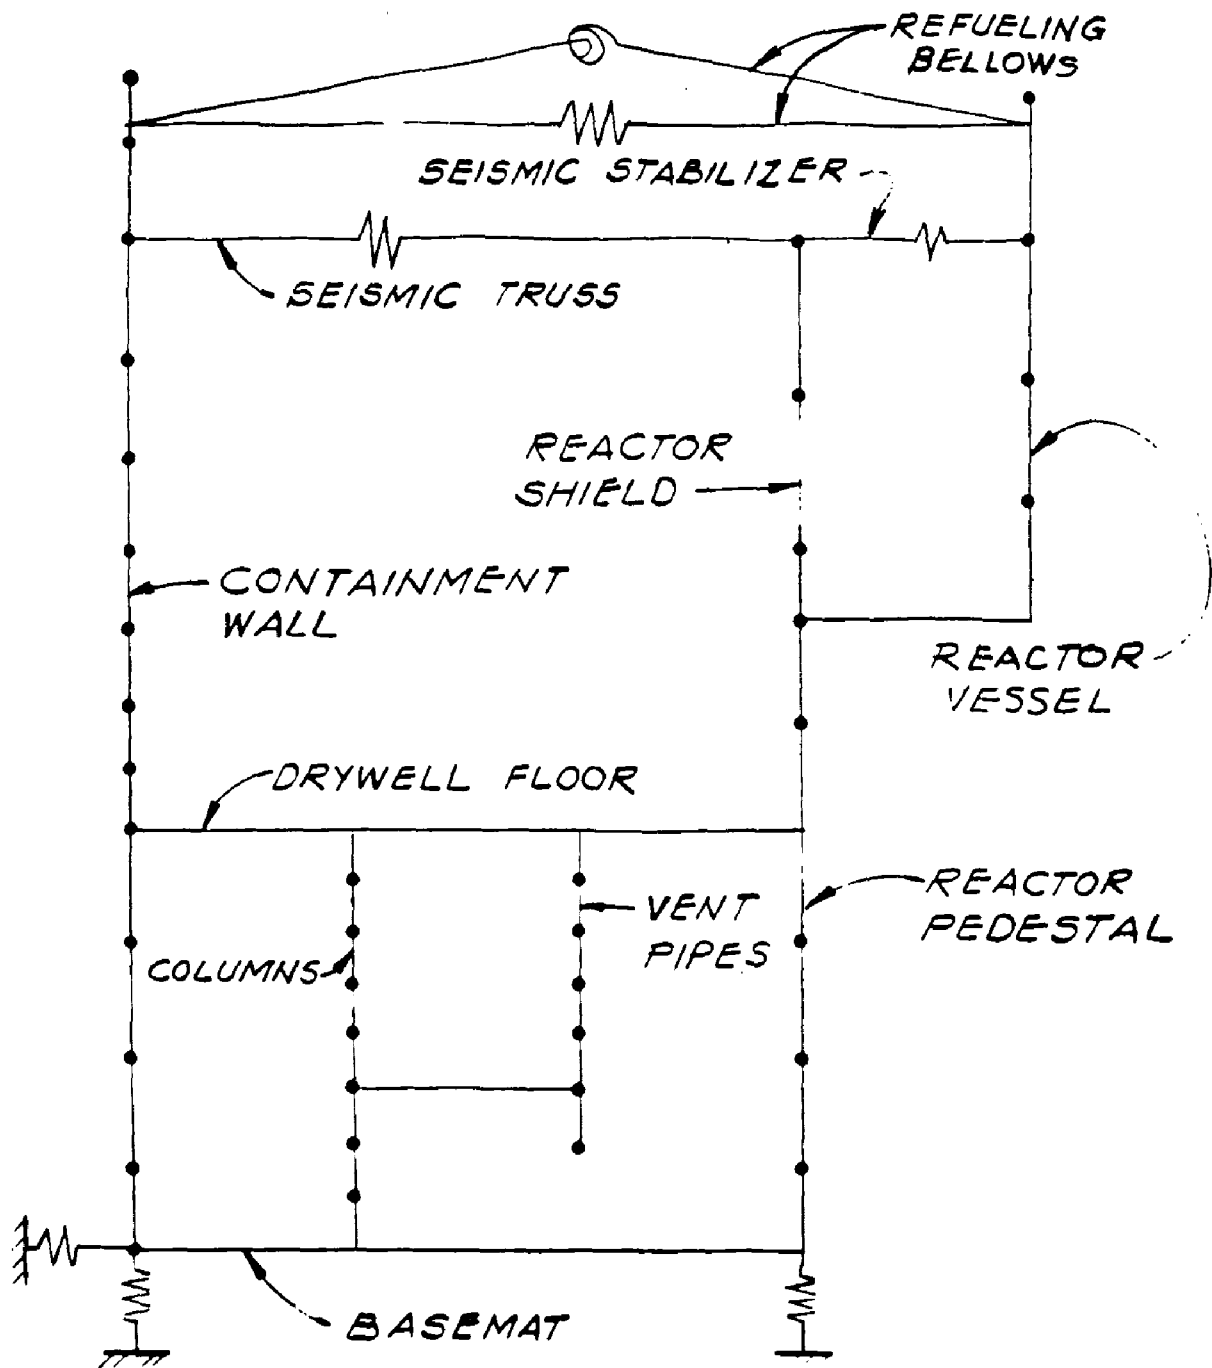 REFUELING
BELLOWS
SEISMIC STABILIZER
SEISMIC TRUSS
REACTOR
SHIELD
CONTAINMENT
WALL
REACTOR
VESSEL
DRYWELL FLOOR
VENT
PIPES
REACTOR
PEDESTAL
COLUMNS
BASEMAT